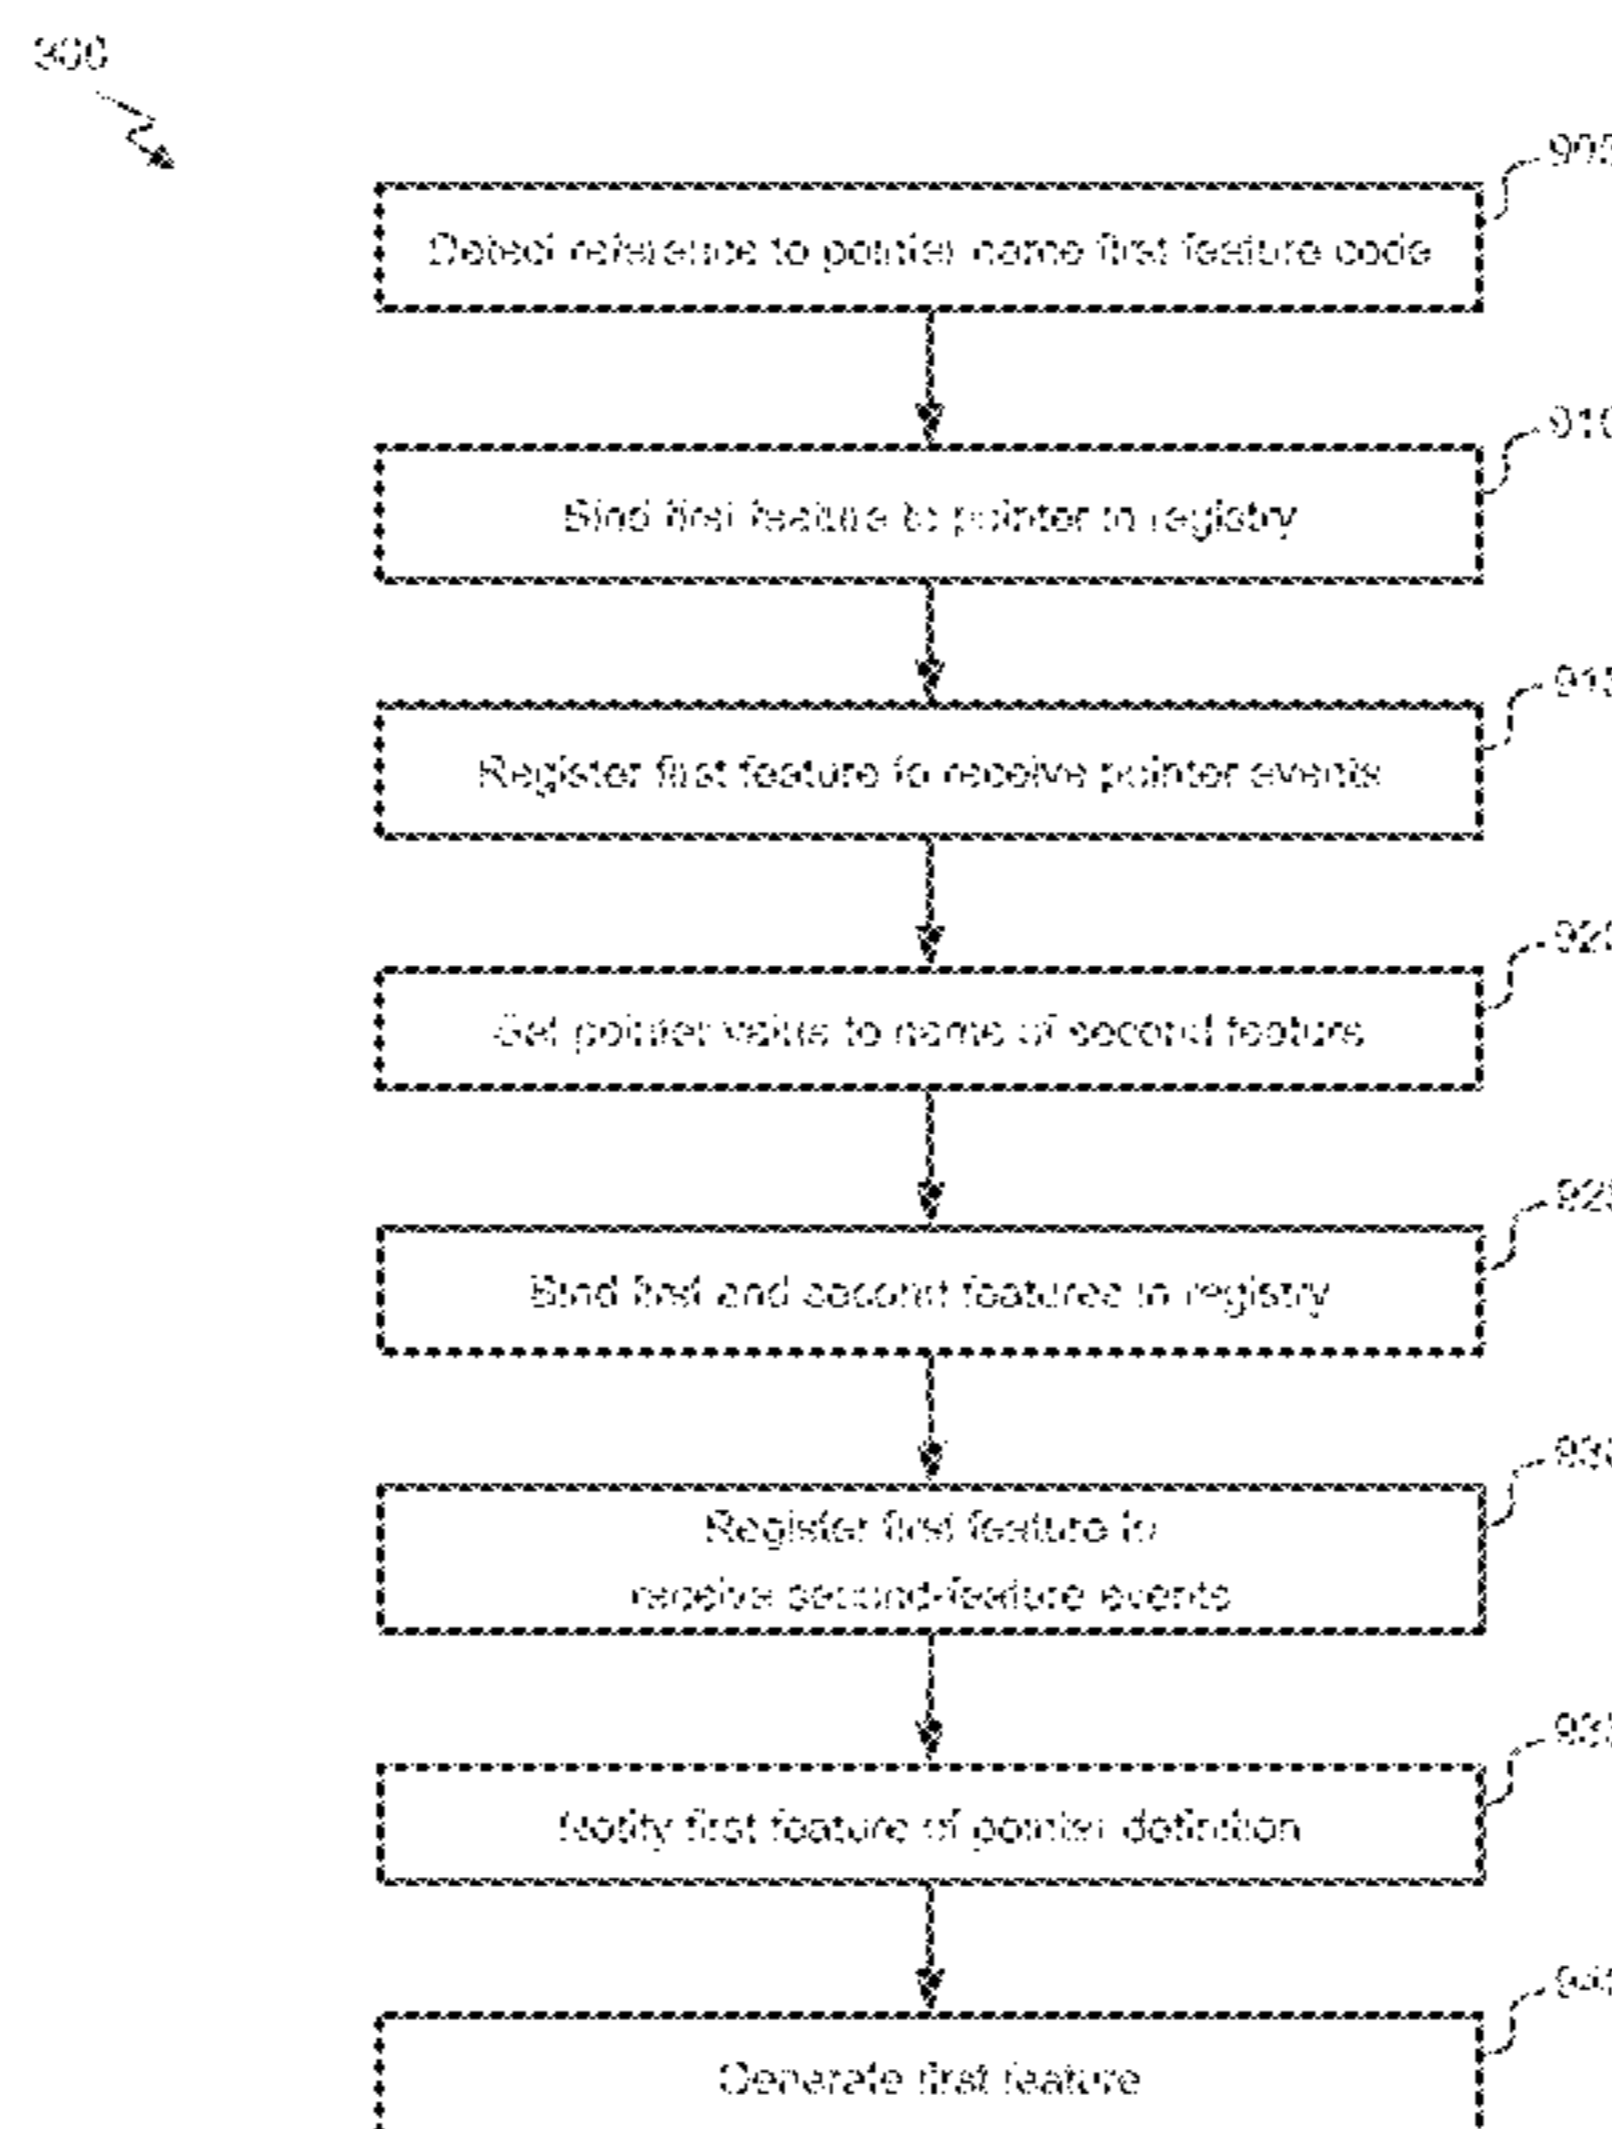 Detect reference to pointer name first feature code
910
Bind first feature to pointer in registry
Register first feature to receive pointer events
Set pointer value to name of second feature
Bind first and second features in registry
930
Register first feature to
receive second-feature events
Notify first feature of pointer definition
Generate first feature